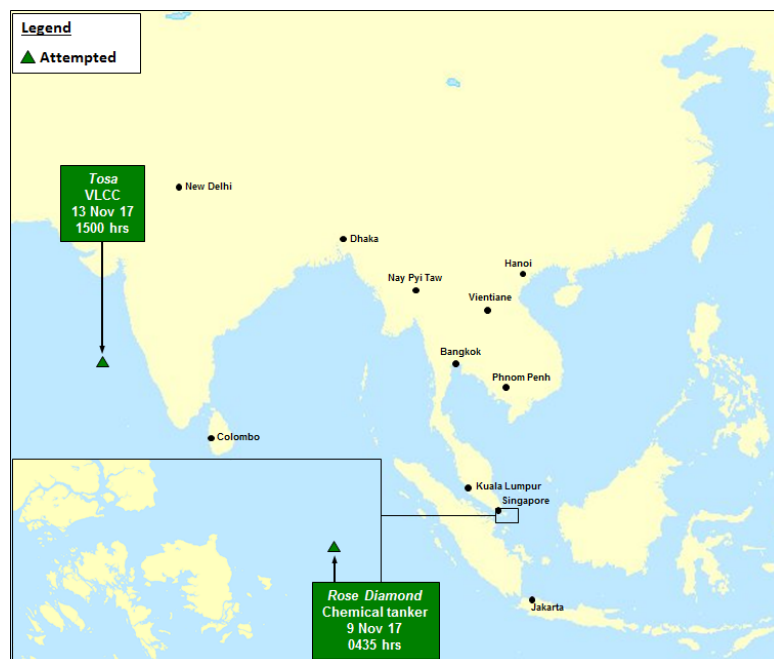 Legend
Attempted
Tosa
VLCC
13 Nov 17
1500 hrs
New Delhi
Dhaka
Hanoi
Nay Pyi Taw
Vientiane
Bangkok
Phnom Penh
Colombo
Kuala Lumpur
Singapore
Rose Diamond
Chemical tanker
9 Nov 17
0435 hrs
Jakarta